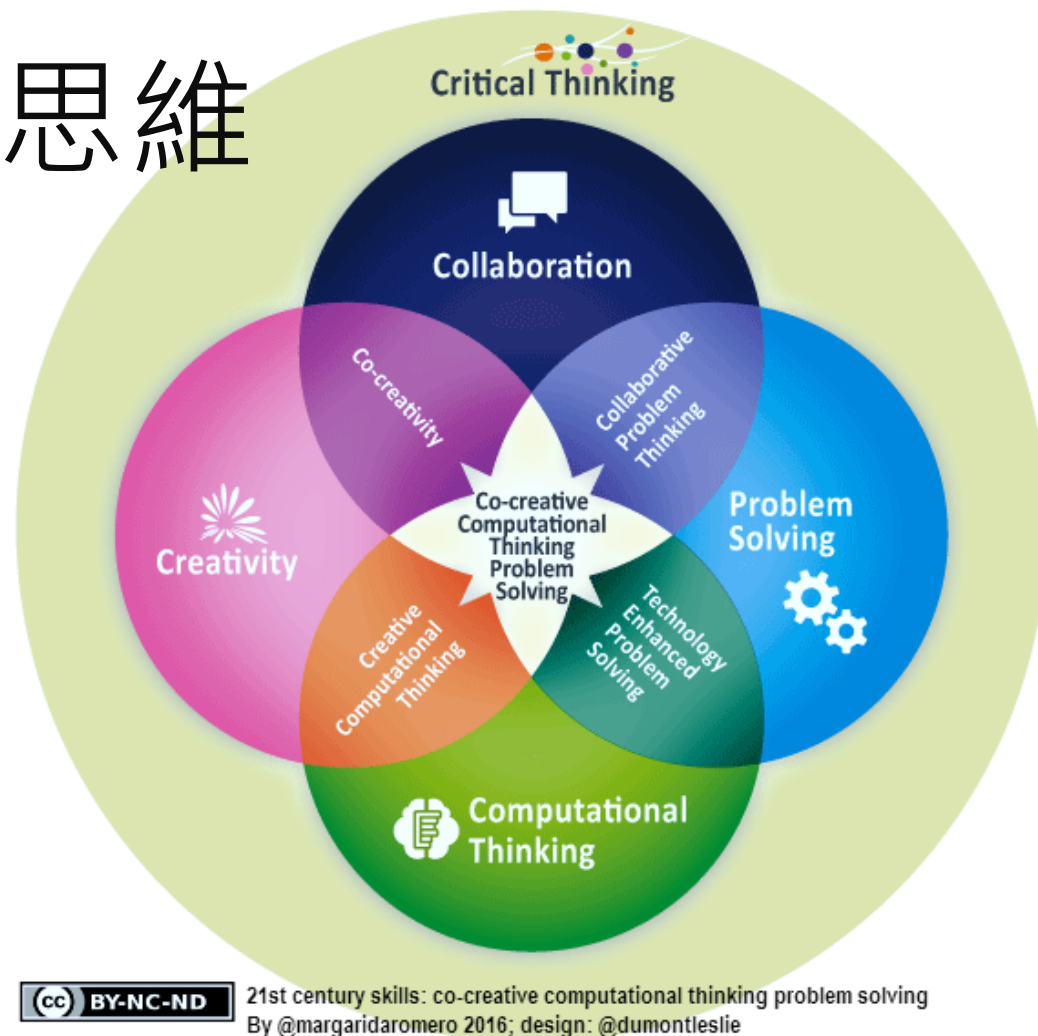 思維
Critical Thinking
Collaboration
Co-creativity
Collaborative
Problem
Thinking
Creativity
Co-creative
Computational
Thinking
Problem
Solving
Problem
Solving
Creative
Computational
Thinking
Technology
Enhanced
Problem
Solving
Computational
Thinking
cc BY-NC-ND
21st century skills: co-creative computational thinking problem solving
By @margaridaromero 2016; design: @dumontleslie